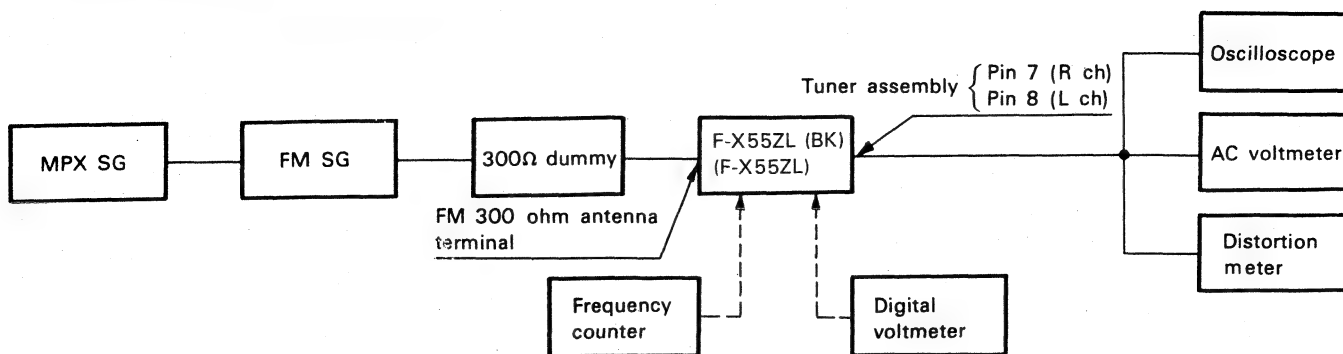 Oscilloscope
Tuner assembly { Pin 7 (R ch)
Pin 8 (L ch)
MPX SG
FM SG
300Ω dummy
F-X55ZL (BK)
(F-X55ZL)
AC voltmeter
FM 300 ohm antenna
terminal
Distortion
meter
Frequency
counter
Digital
voltmeter